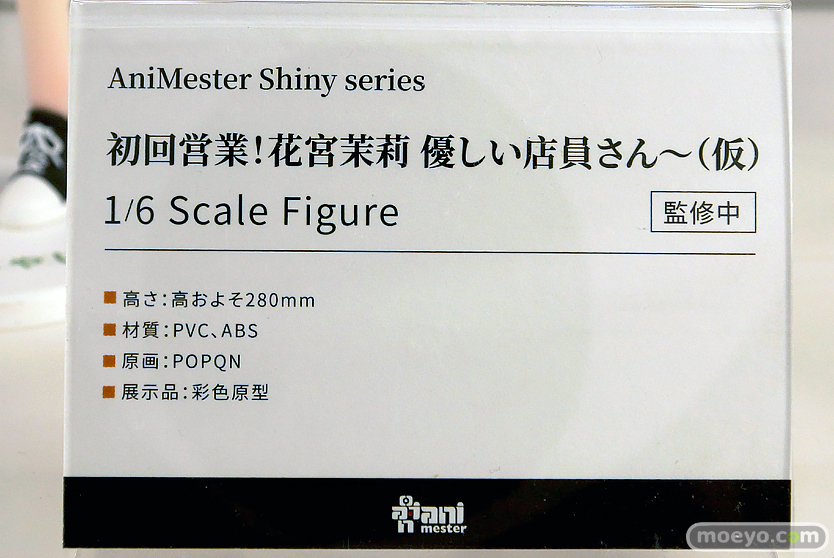 AniMester Shiny series
初回営業！花宮茉莉 優しい店員さん～（仮）
1/6 Scale Figure
監修中
■ 高さ：高およそ280mm
■ 材質：PVC、ABS
■ 原画：POPQN
■ 展示品：彩色原型
ani
mester
moeyo.com